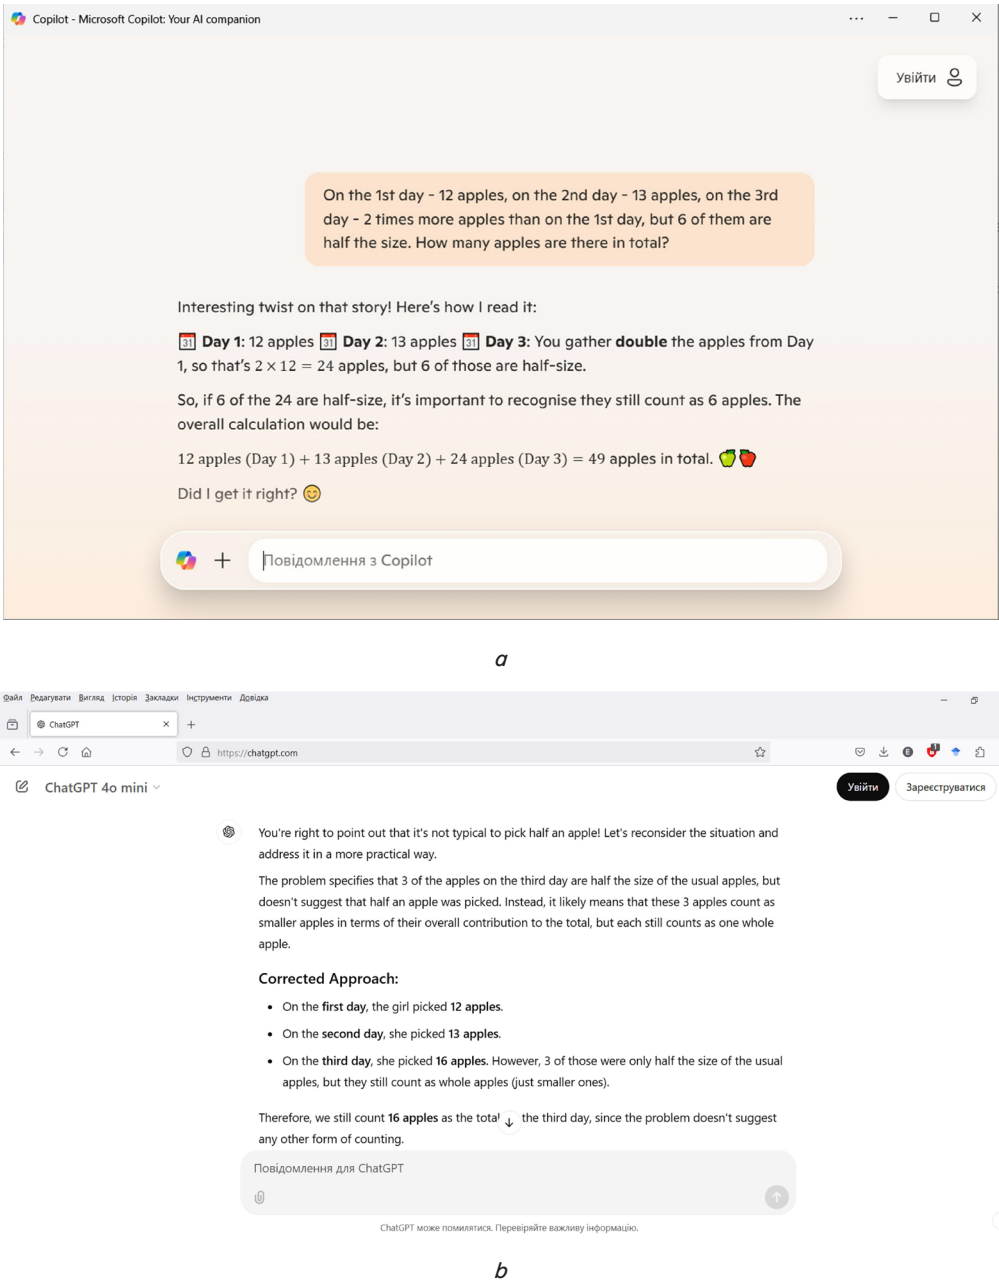 Copilot - Microsoft Copilot: Your AI companion
Увійти
On the 1st day - 12 apples, on the 2nd day - 13 apples, on the 3rd
day - 2 times more apples than on the 1st day, but 6 of them are
half the size. How many apples are there in total?
Interesting twist on that story! Here's how I read it:
31 Day 1: 12 apples 31 Day 2: 13 apples 31 Day 3: You gather double the apples from Day
1, so that's 2 × 12 = 24 apples, but 6 of those are half-size.
So, if 6 of the 24 are half-size, it's important to recognise they still count as 6 apples. The
overall calculation would be:
12 apples (Day 1) + 13 apples (Day 2) + 24 apples (Day 3) = 49 apples in total. 🍏🍎
Did I get it right? 😊
Повідомлення з Copilot
a
Файл Редагувати Вигляд Історія Закладки Інструменти Довідка
ChatGPT
https://chatgpt.com
ChatGPT 4o mini
Увійти
Зареєструватися
You're right to point out that it's not typical to pick half an apple! Let's reconsider the situation and
address it in a more practical way.
The problem specifies that 3 of the apples on the third day are half the size of the usual apples, but
doesn't suggest that half an apple was picked. Instead, it likely means that these 3 apples count as
smaller apples in terms of their overall contribution to the total, but each still counts as one whole
apple.
Corrected Approach:
• On the first day, the girl picked 12 apples.
• On the second day, she picked 13 apples.
• On the third day, she picked 16 apples. However, 3 of those were only half the size of the usual
apples, but they still count as whole apples (just smaller ones).
Therefore, we still count 16 apples as the total the third day, since the problem doesn't suggest
any other form of counting.
Повідомлення для ChatGPT
ChatGPT може помилятися. Перевіряйте важливу інформацію.
b